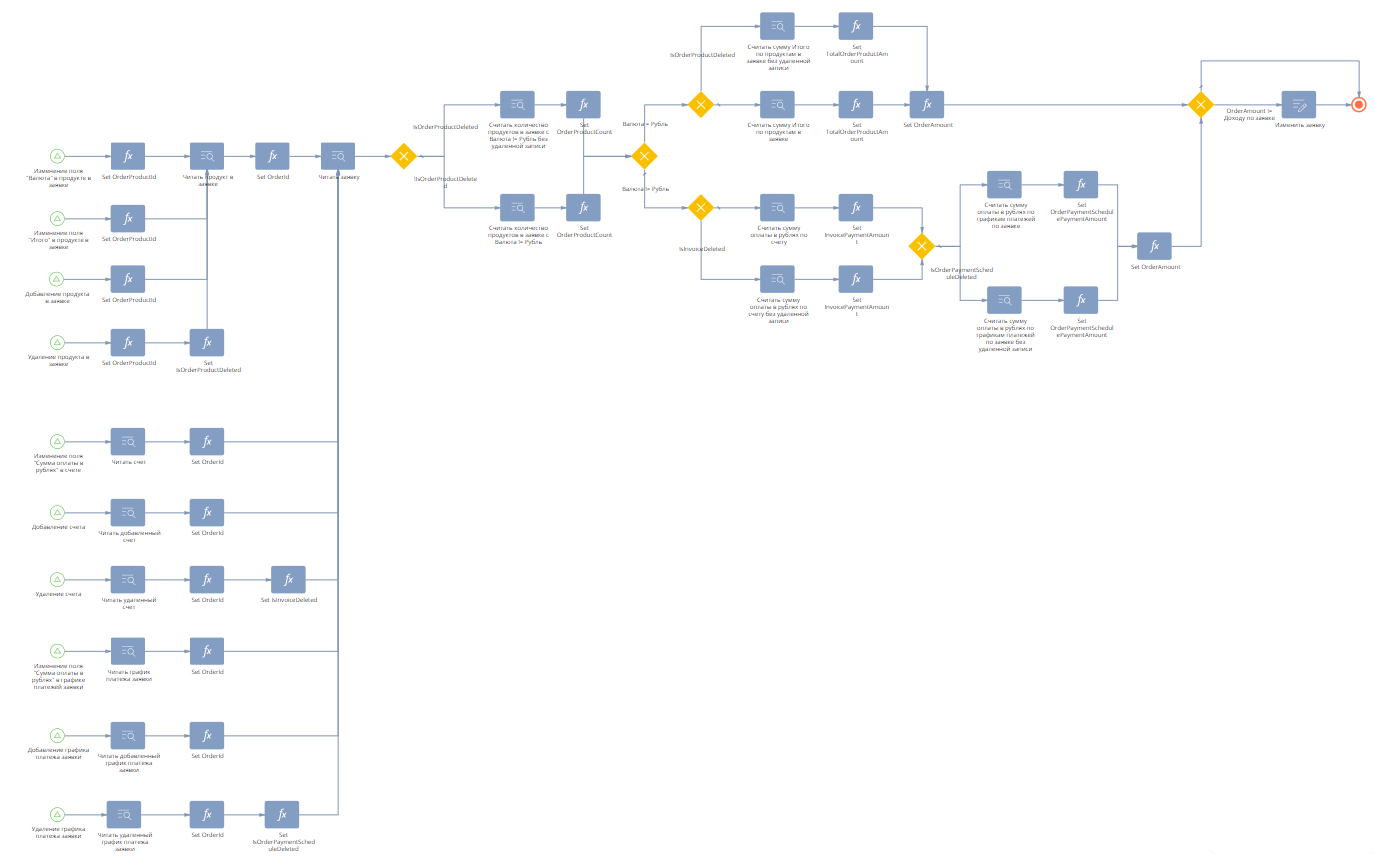 IsOrderProductDeleted
Считать сумму Итого
по продуктам в
заявке без удаленной
записи
Set
TotalOrderProductAm
ount
IsOrderProductDeleted
Считать количество
продуктов в заявке с
Валюта != Рубль без
удаленной записи
Set
OrderProductCount
Валюта = Рубль
Считать сумму Итого
по продуктам в
заявке
Set
TotalOrderProductAm
ount
Set OrderAmount
OrderAmount !=
Доходу по заявке
Изменить заявку
Изменение поля
"Валюта" в продукте в
заявке
Set OrderProductId
Читать продукт в
заявке
Set OrderId
Читать заявку
!IsOrderProductDelete
d
Считать количество
продуктов в заявке с
Валюта != Рубль
Set
OrderProductCount
Валюта != Рубль
IsInvoiceDeleted
Считать сумму
оплаты в рублях по
счету
Set
InvoicePaymentAmoun
t
Считать сумму
оплаты в рублях по
счету без удаленной
записи
Set
InvoicePaymentAmoun
t
Считать сумму
оплаты в рублях по
графикам платежей
по заявке
Set
OrderPaymentSchedul
ePaymentAmount
IsOrderPaymentSched
uleDeleted
Set OrderAmount
Считать сумму
оплаты в рублях по
графикам платежей
по заявке без
удаленной записи
Set
OrderPaymentSchedul
ePaymentAmount
Изменение поля
"Итого" в продукте в
заявке
Set OrderProductId
Добавление продукта
в заявке
Set OrderProductId
Удаление продукта в
заявке
Set OrderProductId
Set
IsOrderProductDeleted
Изменение поля
"Сумма оплаты в
рублях" в счете
Читать счет
Set OrderId
Добавление счета
Читать добавленный
счет
Set OrderId
Удаление счета
Читать удаленный
счет
Set OrderId
Set IsInvoiceDeleted
Изменение поля
"Сумма оплаты в
рублях" в графике
платежей заявки
Читать график
платежа заявки
Set OrderId
Добавление графика
платежа заявки
Читать добавленный
график платежа
заявки
Set OrderId
Удаление графика
платежа заявки
Читать удаленный
график платежа
заявки
Set OrderId
Set
IsOrderPaymentSched
uleDeleted